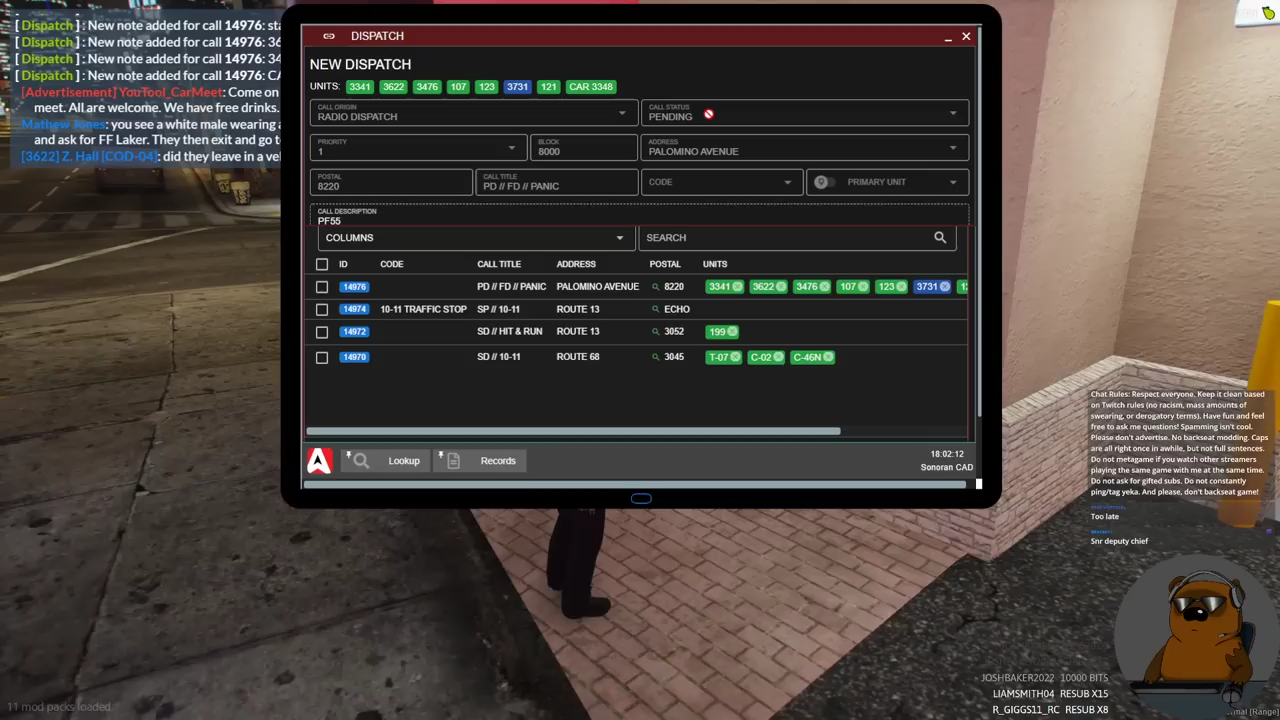 [ Dispatch ] : New note added for call 14976: sta
[ Dispatch ] : New note added for call 14976: 36
[ Dispatch ] : New note added for call 14976: 34
[ Dispatch ] : New note added for call 14976: CA
[Advertisement] YouTool_CarMeet: Come on
meet. All are welcome. We have free drinks.
Mathew Jones: you see a white male wearing a
and ask for FF Laker. They then exit and go t
[3622] Z. Hall [COD-04]: did they leave in a veh
DISPATCH
NEW DISPATCH
UNITS: 3341 3622 3476 107 123 3731 121 CAR 3348
CALL ORIGIN
RADIO DISPATCH
CALL STATUS
PENDING
PRIORITY
1
BLOCK
8000
ADDRESS
PALOMINO AVENUE
POSTAL
8220
CALL TITLE
PD // FD // PANIC
CODE
PRIMARY UNIT
CALL DESCRIPTION
PF55
COLUMNS
SEARCH
ID CODE CALL TITLE ADDRESS POSTAL UNITS
14976 PD // FD // PANIC PALOMINO AVENUE 8220 3341 3622 3476 107 123 3731 12
14974 10-11 TRAFFIC STOP SP // 10-11 ROUTE 13 ECHO
14972 SD // HIT & RUN ROUTE 13 3052 199
14970 SD // 10-11 ROUTE 68 3045 T-07 C-02 C-46N
Lookup
Records
18:02:12
Sonoran CAD
Chat Rules: Respect everyone. Keep it clean based
on Twitch rules (no racism, mass amounts of
swearing, or derogatory terms). Have fun and feel
free to ask me questions! Spamming isn't cool.
Please don't advertise. No backseat modding. Caps
are all right once in awhile, but not full sentences.
Do not metagame if you watch other streamers
playing the same game with me at the same time.
Do not ask for gifted subs. Do not constantly
ping/tag yeka. And please, don't backseat game!
Too late
Snr deputy chief
JOSHBAKER2022 10000 BITS
LIAMSMITH04 RESUB X15
R_GIGGS11_RC RESUB X8
rmal [Range]
11 mod packs loaded